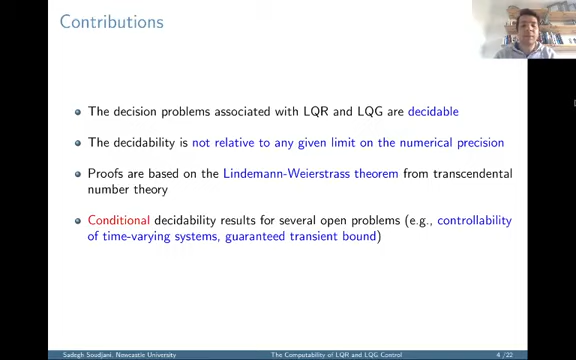 Contributions
The decision problems associated with LQR and LQG are decidable
The decidability is not relative to any given limit on the numerical precision
Proofs are based on the Lindemann-Weierstrass theorem from transcendental
number theory
Conditional decidability results for several open problems (e.g., controllability
of time-varying systems, guaranteed transient bound)
Sadegh Soudjani, Newcastle University
The Computability of LQR and LQG Control
4 / 22